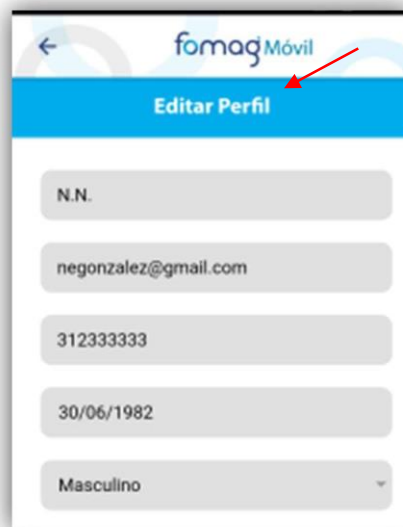 fomag Móvil
Editar Perfil
N.N.
negonzalez@gmail.com
312333333
30/06/1982
Masculino